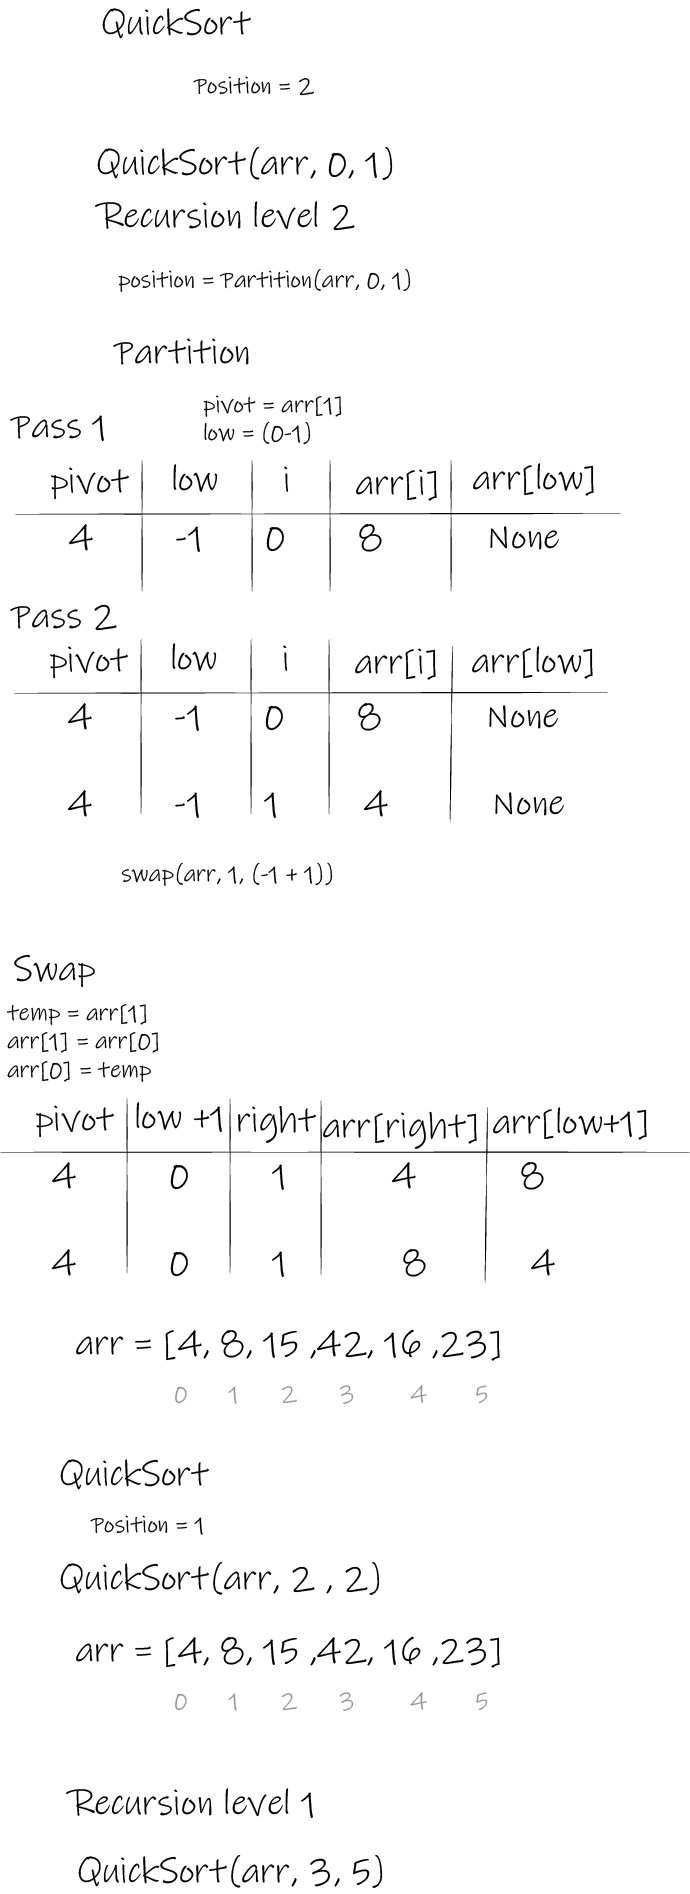 QuickSort
Position = 2
QuickSort(arr, 0, 1)
Recursion level 2
position = Partition(arr, 0, 1)
Partition
pivot = arr[1]
Pass 1
low = (0-1)
pivot low i arr[i] arr[low]
4 -1 0 8 None
Pass 2
pivot low i arr[i] arr[low]
4 -1 0 8 None
4 -1 1 4 None
swap(arr, 1, (-1 + 1))
Swap
temp = arr[1]
arr[1] = arr[0]
arr[0] = temp
pivot low +1 right arr[right] arr[low+1]
4 0 1 4 8
4 0 1 8 4
arr = [4, 8, 15 ,42, 16 ,23]
0 1 2 3 4 5
QuickSort
Position = 1
QuickSort(arr, 2 , 2)
arr = [4, 8, 15 ,42, 16 ,23]
0 1 2 3 4 5
Recursion level 1
QuickSort(arr, 3, 5)